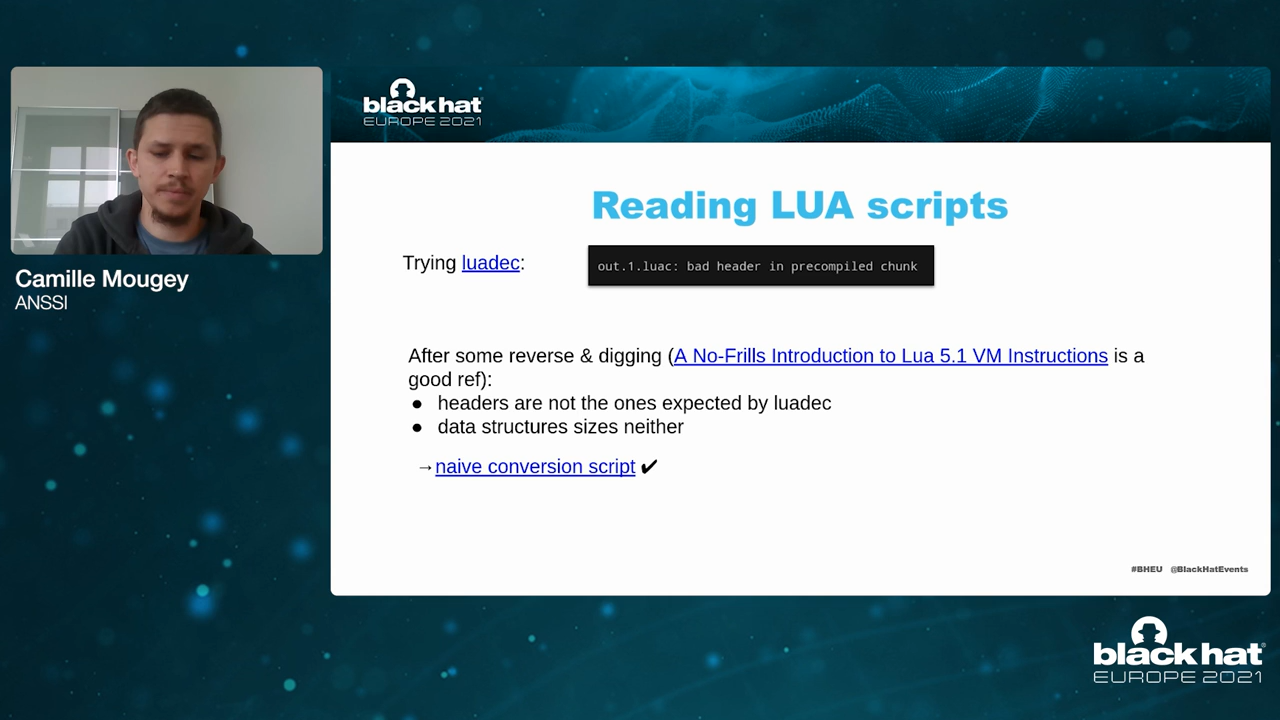 black hat
EUROPE 2021
Reading LUA scripts
Trying luadec:
out.1.luac: bad header in precompiled chunk
Camille Mougey
ANSSI
After some reverse & digging (A No-Frills Introduction to Lua 5.1 VM Instructions is a
good ref):
● headers are not the ones expected by luadec
● data structures sizes neither
→naive conversion script ✔
#BHEU @BlackHatEvents
black hat
EUROPE 2021